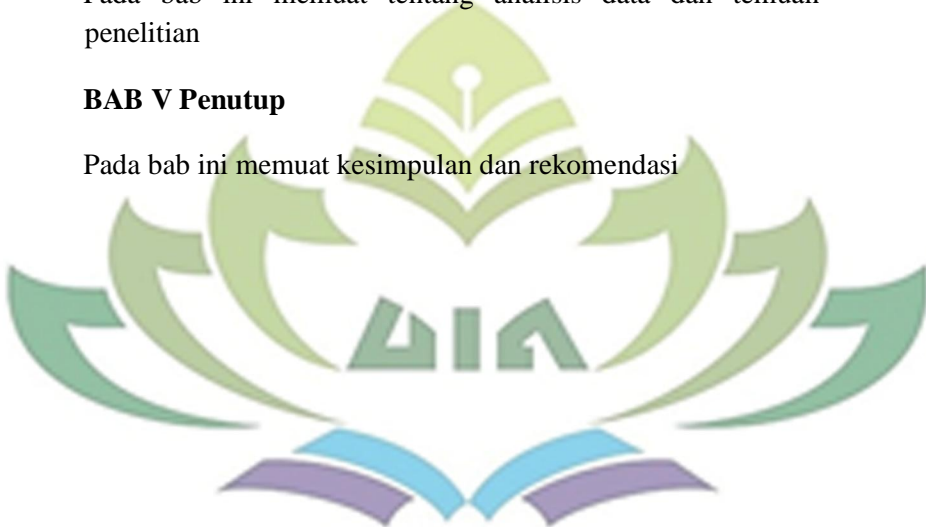 Pada bab ini memuat tentang analisis data dan temuan
penelitian
BAB V Penutup
Pada bab ini memuat kesimpulan dan rekomendasi
UIN